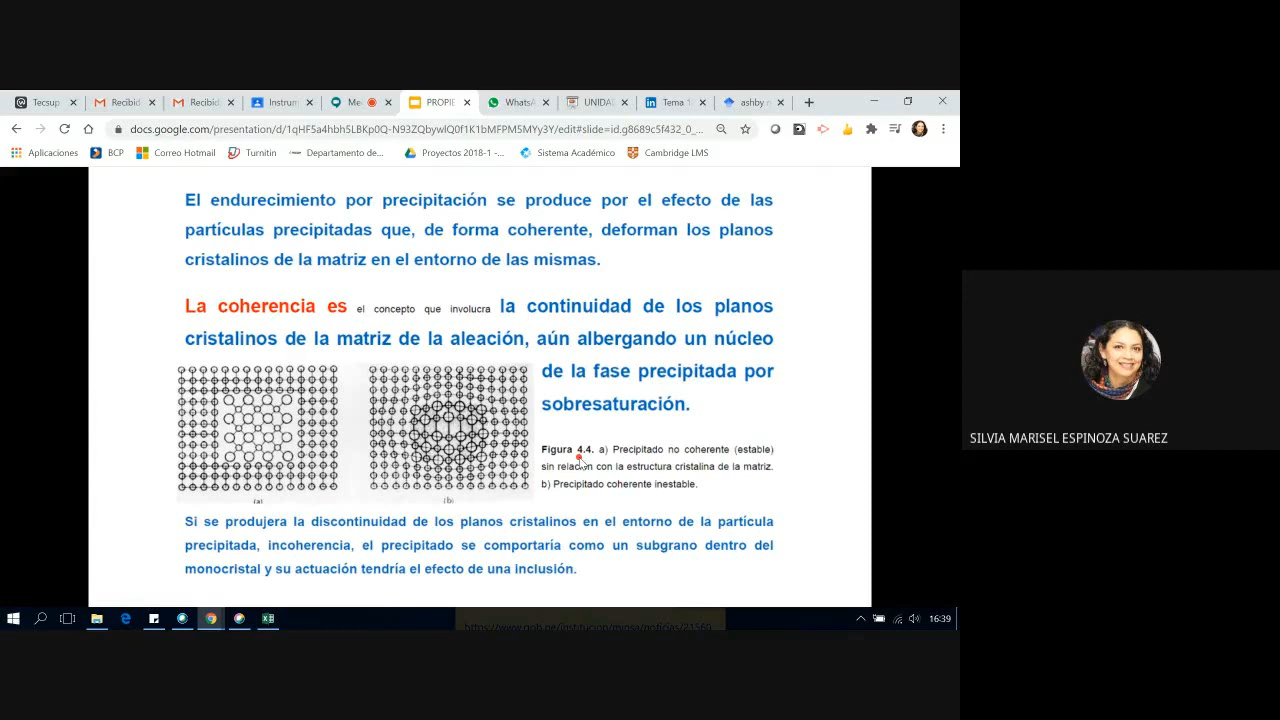 Tecsup
Recibid
Recibid
Instrum
Me
PROPIE
WhatsA
UNIDA
Tema 1
ashby
docs.google.com/presentation/d/1qHF5a4hbh5LBKp0Q-N93ZQbywlQ0f1K1bMFPM5MYy3Y/edit#slide=id.g8689c5f432_0_...
Aplicaciones
BCP
Correo Hotmail
Turnitin
Departamento de...
Proyectos 2018-1 -...
Sistema Académico
Cambridge LMS
El endurecimiento por precipitación se produce por el efecto de las
partículas precipitadas que, de forma coherente, deforman los planos
cristalinos de la matriz en el entorno de las mismas.
La coherencia es el concepto que involucra la continuidad de los planos
cristalinos de la matriz de la aleación, aún albergando un núcleo
de la fase precipitada por
sobresaturación.
Figura 4.4. a) Precipitado no coherente (estable)
sin relación con la estructura cristalina de la matriz.
b) Precipitado coherente inestable.
(a)
(b)
Si se produjera la discontinuidad de los planos cristalinos en el entorno de la partícula
precipitada, incoherencia, el precipitado se comportaría como un subgrano dentro del
monocristal y su actuación tendría el efecto de una inclusión.
SILVIA MARISEL ESPINOZA SUAREZ
16:39